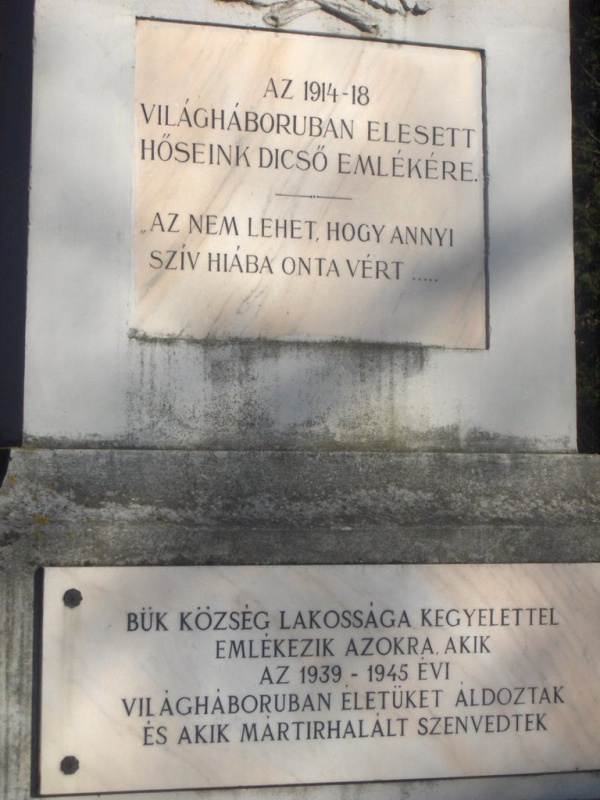 AZ 1914-18
VILÁGHÁBORUBAN ELESETT
HŐSEINK DICSŐ EMLÉKÉRE.
„AZ NEM LEHET, HOGY ANNYI
SZÍV HIÁBA ONTA VÉRT .....
BÜK KÖZSÉG LAKOSSÁGA KEGYELETTEL
EMLÉKEZIK AZOKRA, AKIK
AZ 1939 - 1945 ÉVI
VILÁGHÁBORUBAN ÉLETÜKET ÁLDOZTAK
ÉS AKIK MÁRTIRHALÁLT SZENVEDTEK